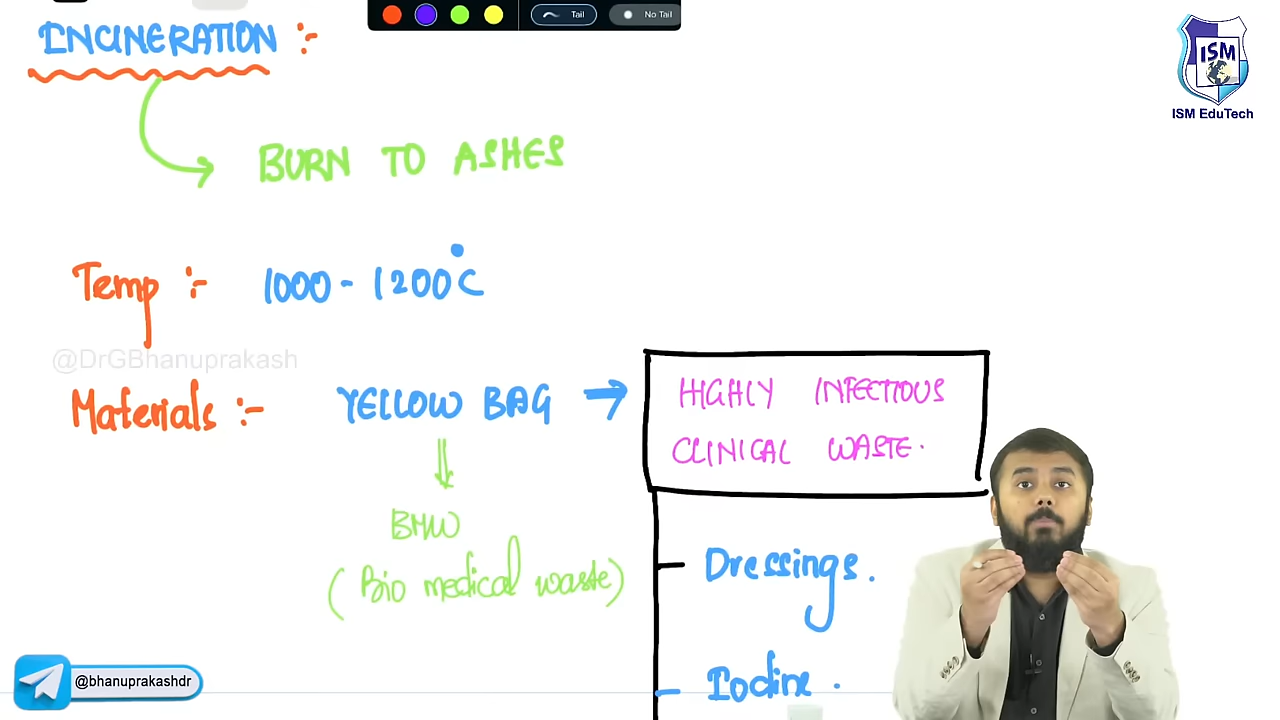 INCINERATION :-
Tail
No Tail
ISM
ISM EduTech
BURN TO ASHES
Temp :- 1000 - 1200°C
@DrGBhanuprakash
Materials :- YELLOW BAG → HIGHLY INFECTIOUS
CLINICAL WASTE.
BMW
(Bio medical waste)
- Dressings.
- Iodine.
@bhanuprakashdr